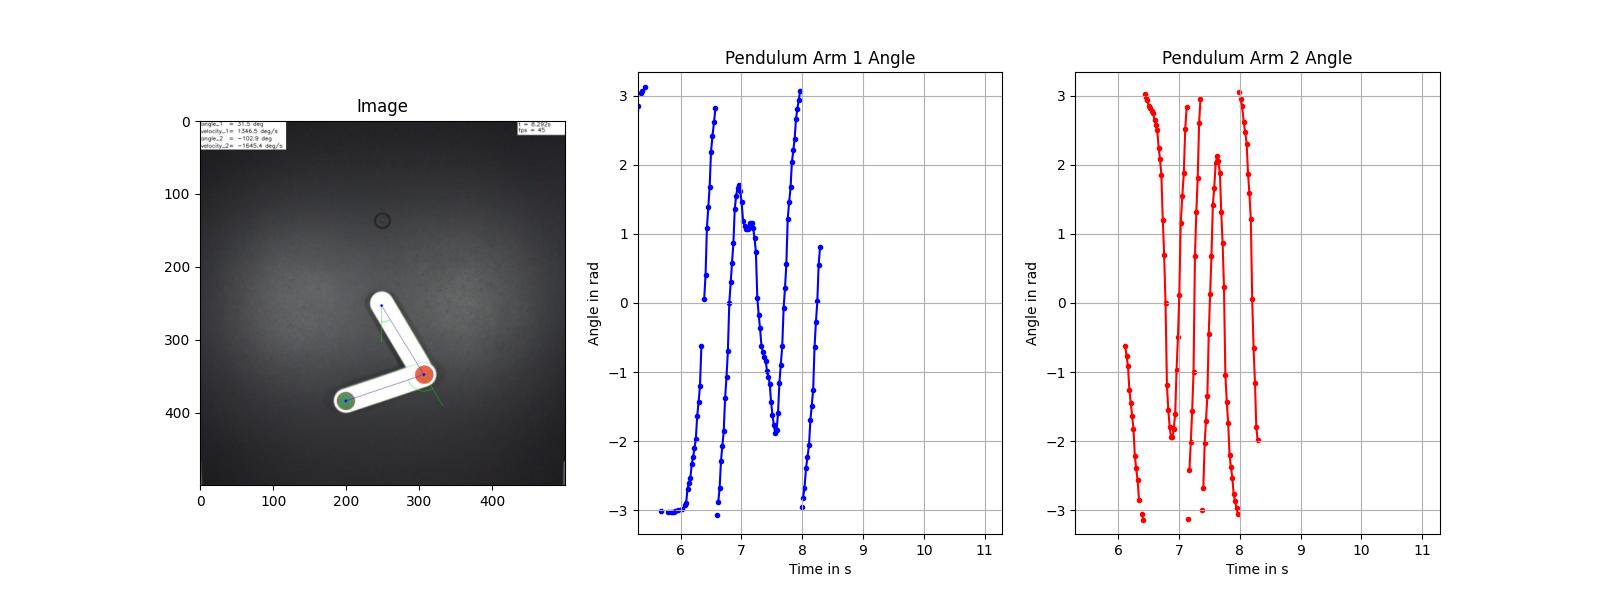 Image
angle_1 = 31.5 deg
velocity_1= 1346.5 deg/s
angle_2 = -102.9 deg
velocity_2= -1645.4 deg/s
t = 8.292s
fps = 45
0
100
200
300
400
0 100 200 300 400
Pendulum Arm 1 Angle
Angle in rad
3
2
1
0
−1
−2
−3
6 7 8 9 10 11
Time in s
Pendulum Arm 2 Angle
Angle in rad
3
2
1
0
−1
−2
−3
6 7 8 9 10 11
Time in s